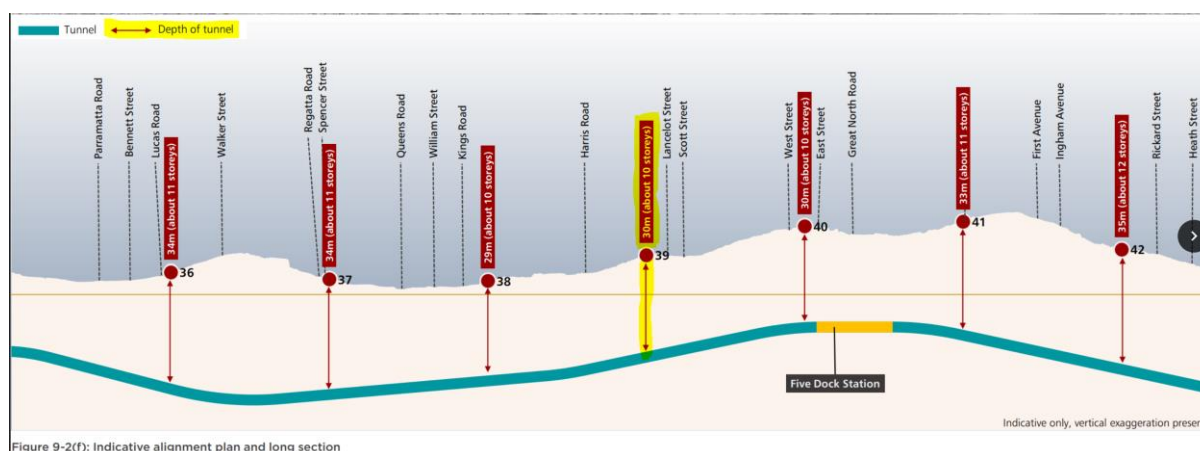 Tunnel
Depth of tunnel
Parramatta Road
Bennett Street
Lucas Road
34m (about 11 storeys)
36
Walker Street
Regatta Road
Spencer Street
34m (about 11 storeys)
37
Queens Road
William Street
Kings Road
29m (about 10 storeys)
38
Harris Road
30m (about 10 storeys)
39
Lancelot Street
Scott Street
West Street
30m (about 10 storeys)
40
East Street
Great North Road
33m (about 11 storeys)
41
First Avenue
Ingham Avenue
35m (about 12 storeys)
42
Rickard Street
Heath Street
Five Dock Station
Indicative only, vertical exaggeration presen
Figure 9-2(f): Indicative alignment plan and long section